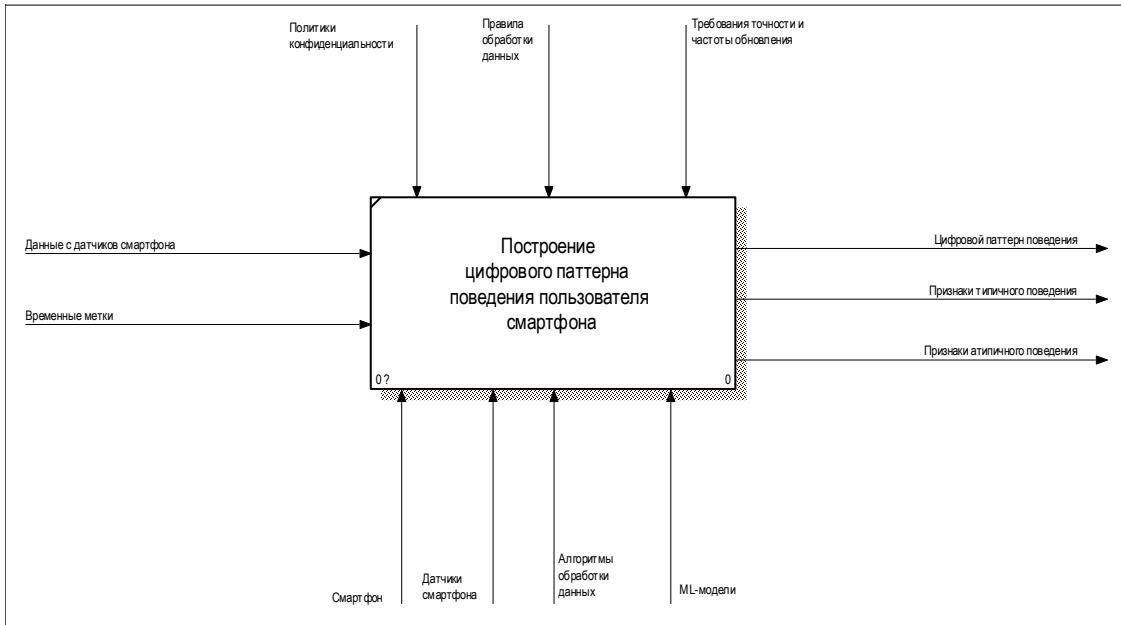 Политики
конфиденциальности
Правила
обработки
данных
Требования точности и
частоты обновления
Данные с датчиков смартфона
Временные метки
Построение
цифрового паттерна
поведения пользователя
смартфона
0 ?
0
Цифровой паттерн поведения
Признаки типичного поведения
Признаки атипичного поведения
Смартфон
Датчики
смартфона
Алгоритмы
обработки
данных
ML-модели